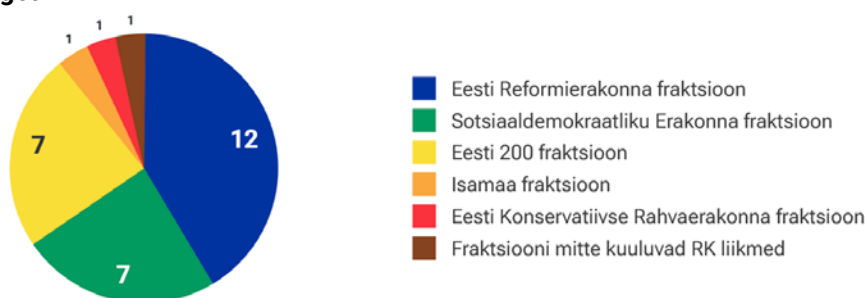 1
1
1
12
7
7
Eesti Reformierakonna fraktsioon
Sotsiaaldemokraatliku Erakonna fraktsioon
Eesti 200 fraktsioon
Isamaa fraktsioon
Eesti Konservatiivse Rahvaerakonna fraktsioon
Fraktsiooni mitte kuuluvad RK liikmed